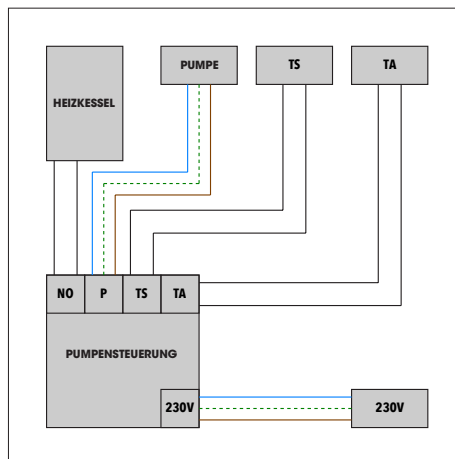 PUMPE
TS
TA
HEIZKESSEL
NO
P
TS
TA
PUMPENSTEUERUNG
230V
230V